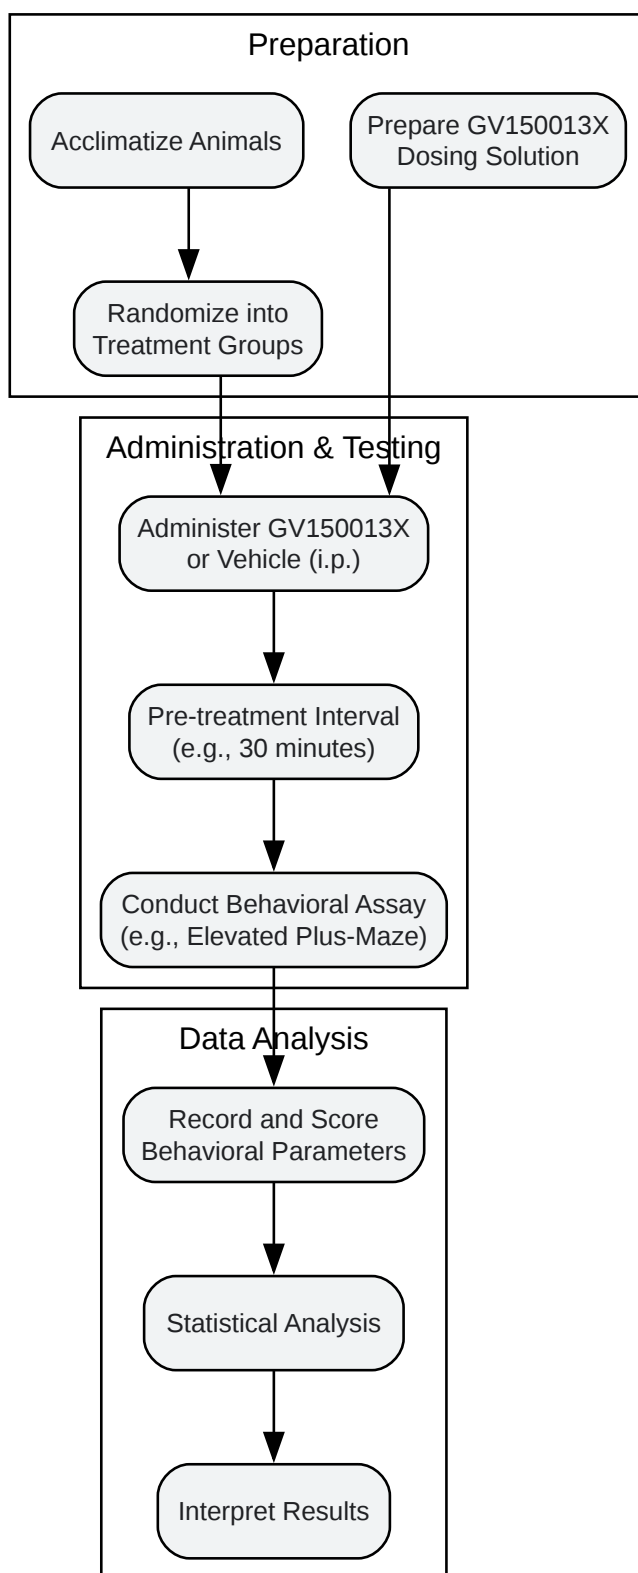 Preparation
Acclimatize Animals
Prepare GV150013X
Dosing Solution
Randomize into
Treatment Groups
Administration & Testing
Administer GV150013X
or Vehicle (i.p.)
Pre-treatment Interval
(e.g., 30 minutes)
Conduct Behavioral Assay
(e.g., Elevated Plus-Maze)
Data Analysis
Record and Score
Behavioral Parameters
Statistical Analysis
Interpret Results